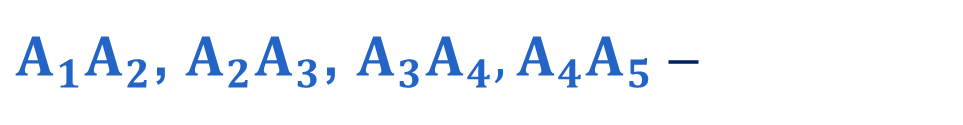 A₁A₂, A₂A₃, A₃A₄, A₄A₅ –